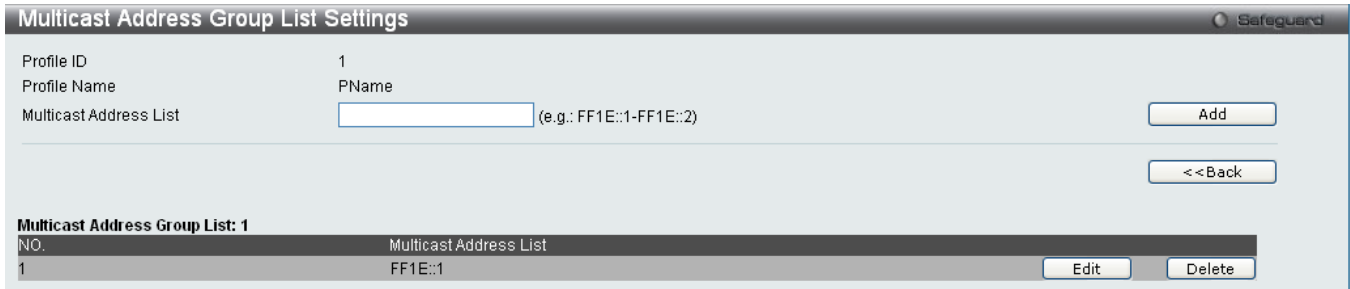 Multicast Address Group List Settings
Safeguard
Profile ID 1
Profile Name PName
Multicast Address List (e.g.: FF1E::1-FF1E::2) Add
<<Back
Multicast Address Group List: 1
NO. Multicast Address List
1 FF1E::1 Edit Delete